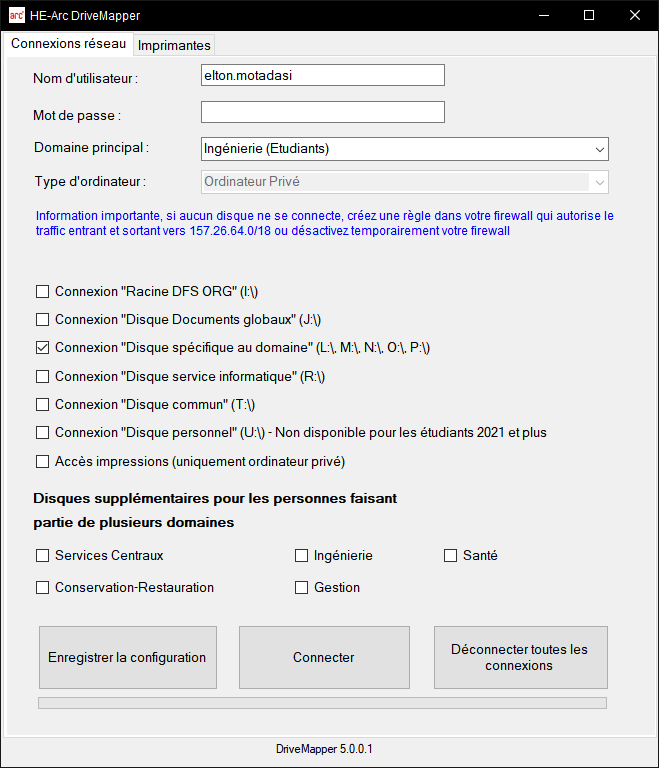 arc HE-Arc DriveMapper
Connexions réseau Imprimantes
Nom d'utilisateur : elton.motadasi
Mot de passe :
Domaine principal : Ingénierie (Etudiants)
Type d'ordinateur : Ordinateur Privé
Information importante, si aucun disque ne se connecte, créez une règle dans votre firewall qui autorise le
traffic entrant et sortant vers 157.26.64.0/18 ou désactivez temporairement votre firewall
Connexion "Racine DFS ORG" (I:\)
Connexion "Disque Documents globaux" (J:\)
Connexion "Disque spécifique au domaine" (L:\, M:\, N:\, O:\, P:\)
Connexion "Disque service informatique" (R:\)
Connexion "Disque commun" (T:\)
Connexion "Disque personnel" (U:\) - Non disponible pour les étudiants 2021 et plus
Accès impressions (uniquement ordinateur privé)
Disques supplémentaires pour les personnes faisant
partie de plusieurs domaines
Services Centraux Ingénierie Santé
Conservation-Restauration Gestion
Enregistrer la configuration Connecter Déconnecter toutes les
connexions
DriveMapper 5.0.0.1